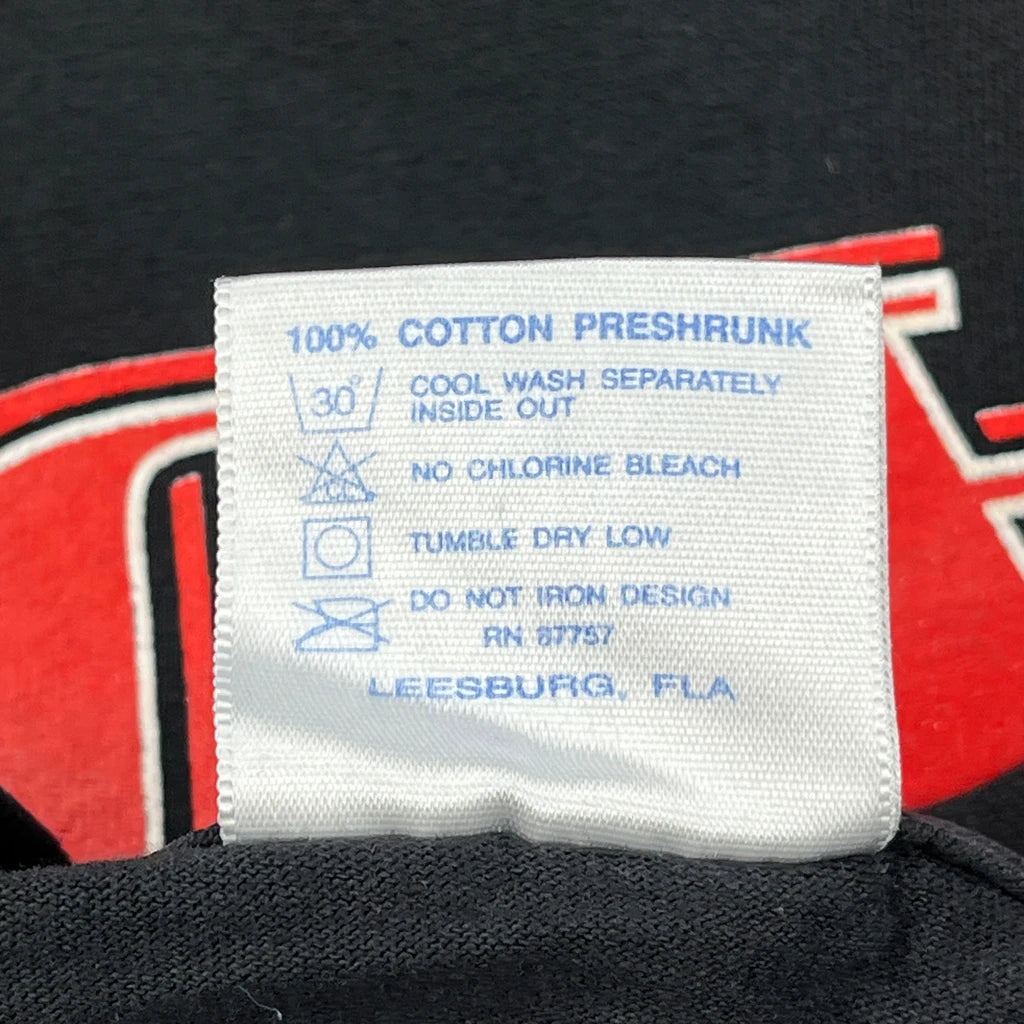 100% COTTON PRESHRUNK
30°
COOL WASH SEPARATELY
INSIDE OUT
NO CHLORINE BLEACH
TUMBLE DRY LOW
DO NOT IRON DESIGN
RN 87757
LEESBURG, FLA